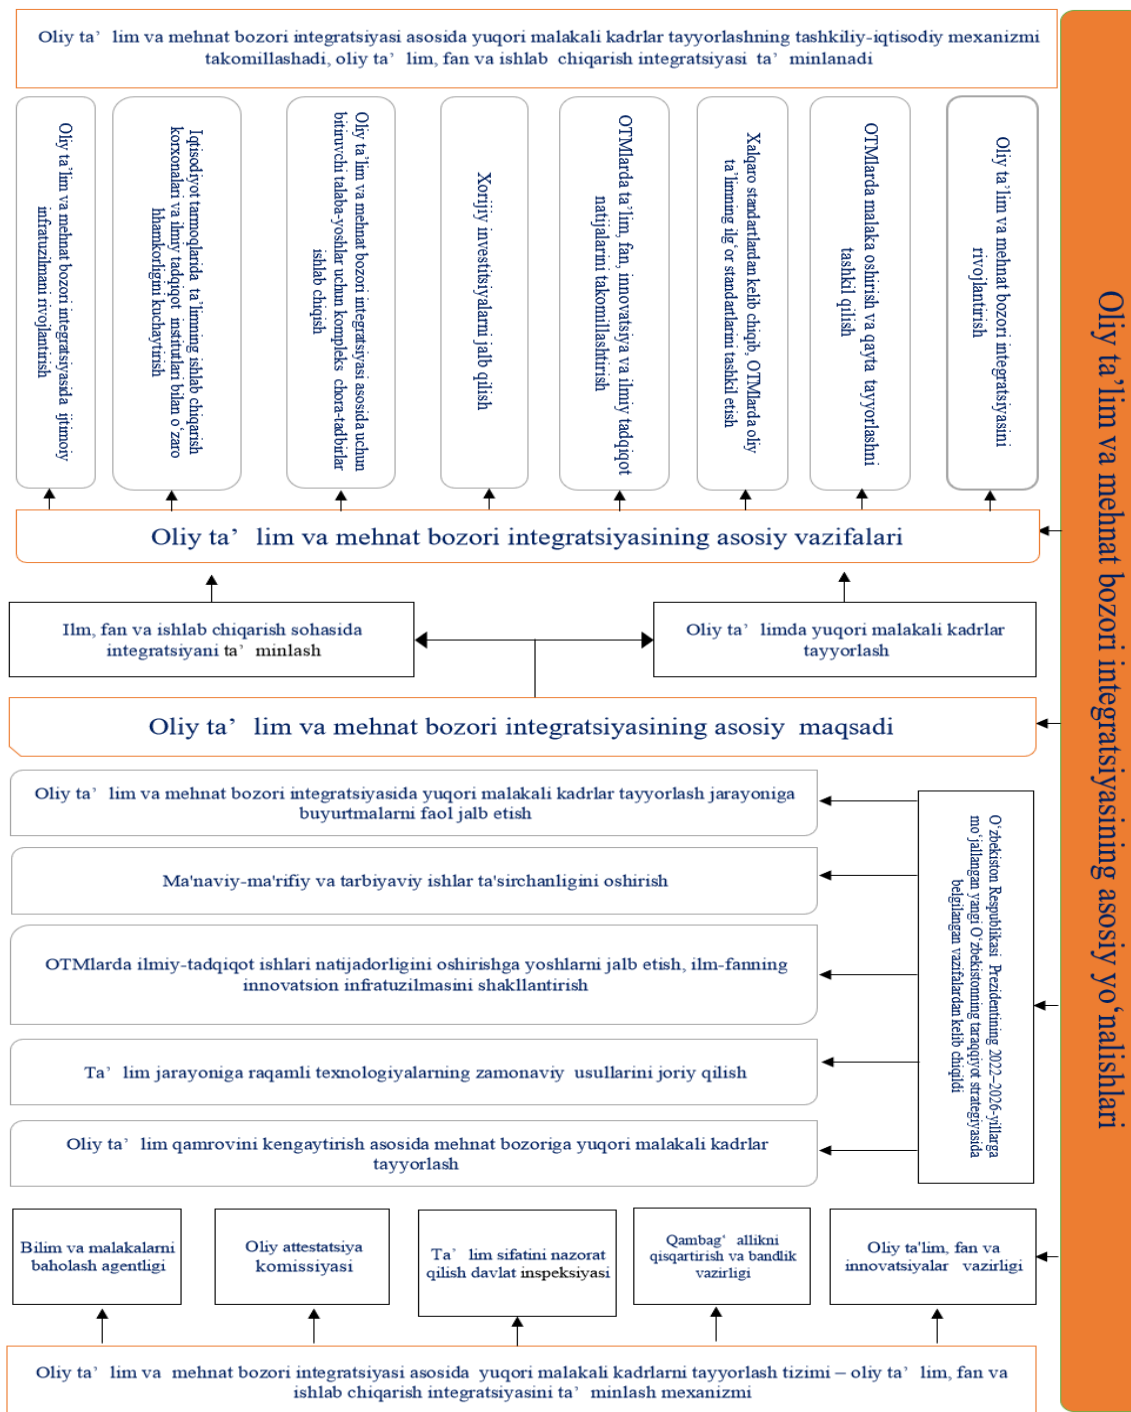 Oliy ta’ lim va mehnat bozori integratsiyasi asosida yuqori malakali kadrlar tayyorlashning tashkiliy-iqtisodiy mexanizmi
takomillashadi, oliy ta’ lim, fan va ishlab chiqarish integratsiyasi ta’ minlanadi
Oliy ta’lim va mehnat bozori integratsiyasida ijtimoiy
infratuzilmani rivojlantirish
Iqtisodiyot tarmoqlarida ta’limning ishlab chiqarish
korxonalari va ilmiy tadqiqot institutlari bilan o‘zaro
hhamkorligini kuchaytirish
Oliy ta’lim va mehnat bozori integratsiyasi asosida uchun
bitiruvchi talaba-yoshlar uchun kompleks chora-tadbirlar
ishlab chiqish
Xorijiy investitsiyalarni jalb qilish
OTMlarda ta’lim, fan, innovatsiya va ilmiy tadqiqot
natijalarini takomillashtirish
Xalqaro standartlardan kelib chiqib, OTMlarda oliy
ta’limning ilg‘or standartlarini tashkil etish
OTMlarda malaka oshirish va qayta tayyorlashni
tashkil qilish
Oliy ta’lim va mehnat bozori integratsiyasini
rivojlantirish
Oliy ta’ lim va mehnat bozori integratsiyasining asosiy vazifalari
Ilm, fan va ishlab chiqarish sohasida
integratsiyani ta’ minlash
Oliy ta’ limda yuqori malakali kadrlar
tayyorlash
Oliy ta’ lim va mehnat bozori integratsiyasining asosiy maqsadi
Oliy ta’ lim va mehnat bozori integratsiyasida yuqori malakali kadrlar tayyorlash jarayoniga
buyurtmalarni faol jalb etish
Ma'naviy-ma'rifiy va tarbiyaviy ishlar ta'sirchanligini oshirish
OTMlarda ilmiy-tadqiqot ishlari natijadorligini oshirishga yoshlarni jalb etish, ilm-fanning
innovatsion infratuzilmasini shakllantirish
Ta’ lim jarayoniga raqamli texnologiyalarning zamonaviy usullarini joriy qilish
Oliy ta’ lim qamrovini kengaytirish asosida mehnat bozoriga yuqori malakali kadrlar
tayyorlash
O‘zbekiston Respublikasi Prezidentining 2022–2026-yillarga
mo‘jallangan yangi O‘zbekistonning taraqqiyot strategiyasida
belgilangan vazifalardan kelib chiqildi
Bilim va malakalarni
baholash agentligi
Oliy attestatsiya
komissiyasi
Ta’ lim sifatini nazorat
qilish davlat inspeksiyasi
Qambag‘ allikni
qisqartirish va bandlik
vazirligi
Oliy ta'lim, fan va
innovatsiyalar vazirligi
Oliy ta’ lim va mehnat bozori integratsiyasi asosida yuqori malakali kadrlarni tayyorlash tizimi – oliy ta’ lim, fan va
ishlab chiqarish integratsiyasini ta’ minlash mexanizmi
Oliy ta’lim va mehnat bozori integratsiyasining asosiy yo‘nalishlari